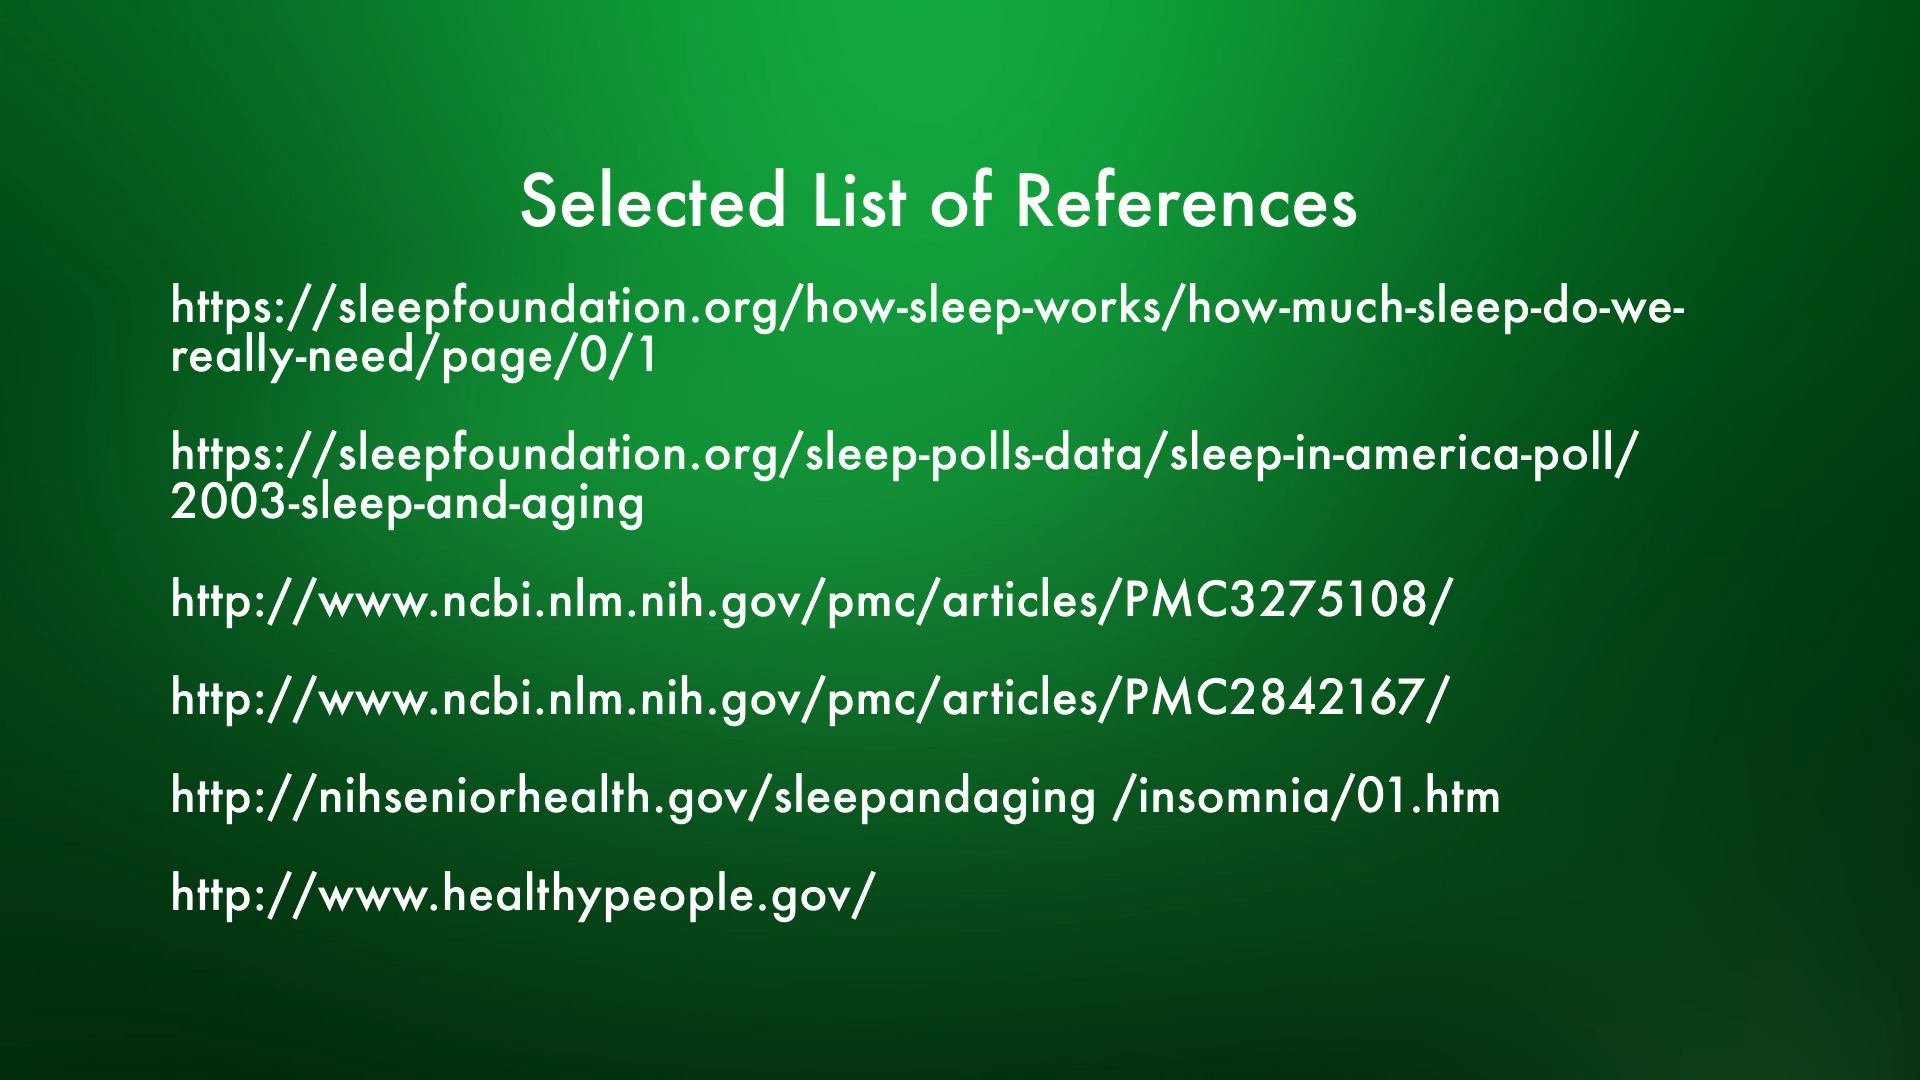 Selected List of References
https://sleepfoundation.org/how-sleep-works/how-much-sleep-do-we-
really-need/page/0/1
https://sleepfoundation.org/sleep-polls-data/sleep-in-america-poll/
2003-sleep-and-aging
http://www.ncbi.nlm.nih.gov/pmc/articles/PMC3275108/
http://www.ncbi.nlm.nih.gov/pmc/articles/PMC2842167/
http://nihseniorhealth.gov/sleepandaging /insomnia/01.htm
http://www.healthypeople.gov/